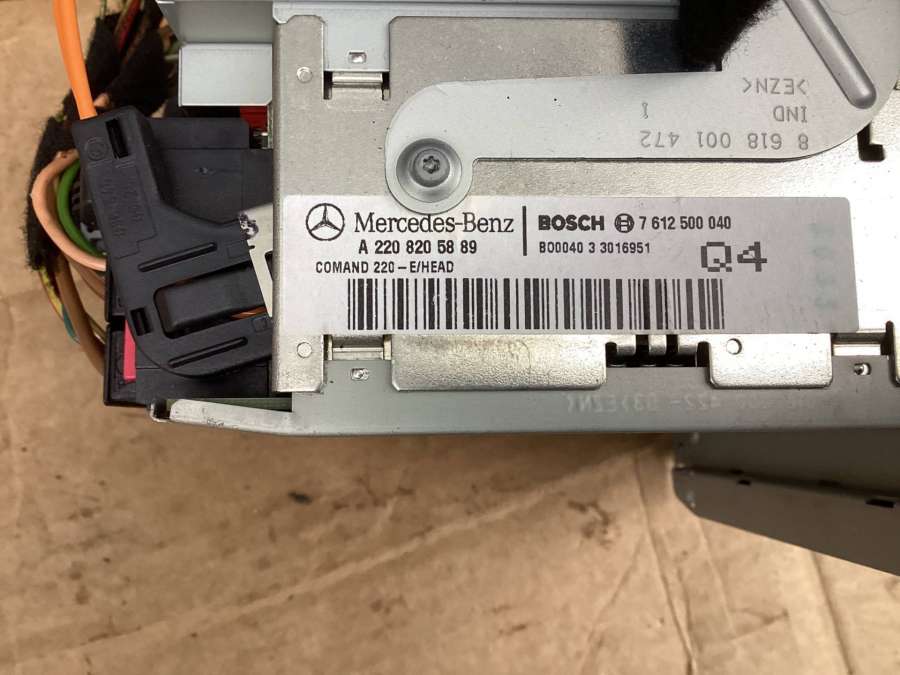 >EZN<
IND 1
8 618 001 472
Mercedes-Benz
A 220 820 58 89
COMAND 220-E/HEAD
BOSCH 7 612 500 040
B00040 3 3016951
Q4